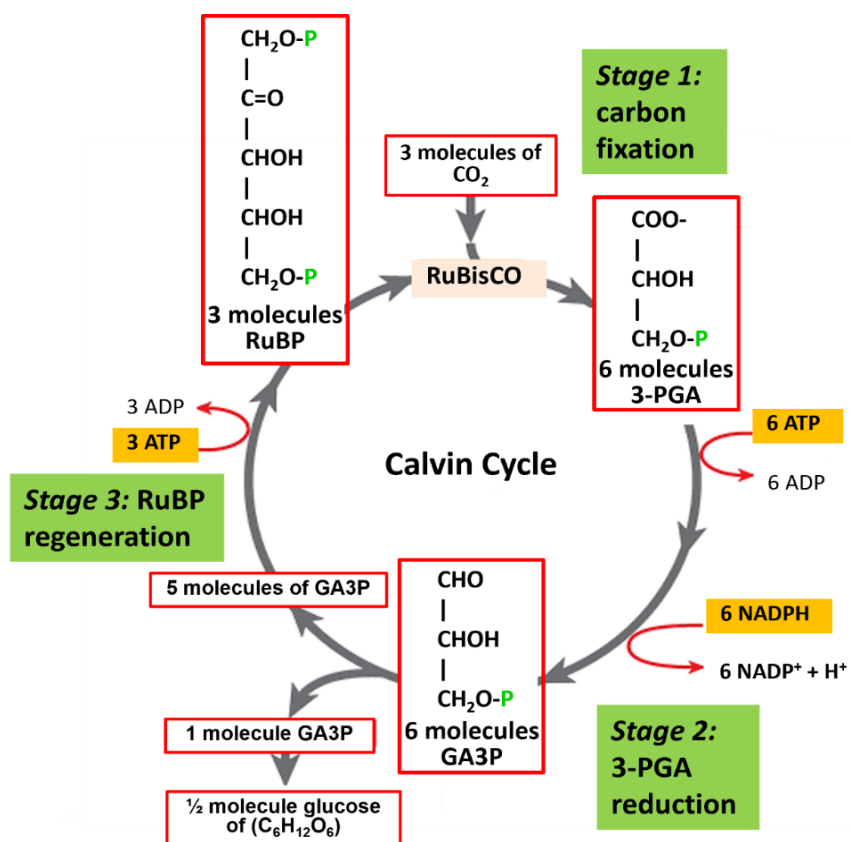 CH₂O-P
|
C=O
|
CHOH
|
CHOH
|
CH₂O-P
3 molecules
RuBP
Stage 1:
carbon
fixation
3 molecules of
CO₂
RuBisCO
COO-
|
CHOH
|
CH₂O-P
6 molecules
3-PGA
3 ADP
3 ATP
6 ATP
6 ADP
Calvin Cycle
Stage 3: RuBP
regeneration
5 molecules of GA3P
CHO
|
CHOH
|
CH₂O-P
6 molecules
GA3P
6 NADPH
6 NADP⁺ + H⁺
1 molecule GA3P
½ molecule glucose
of (C₆H₁₂O₆)
Stage 2:
3-PGA
reduction